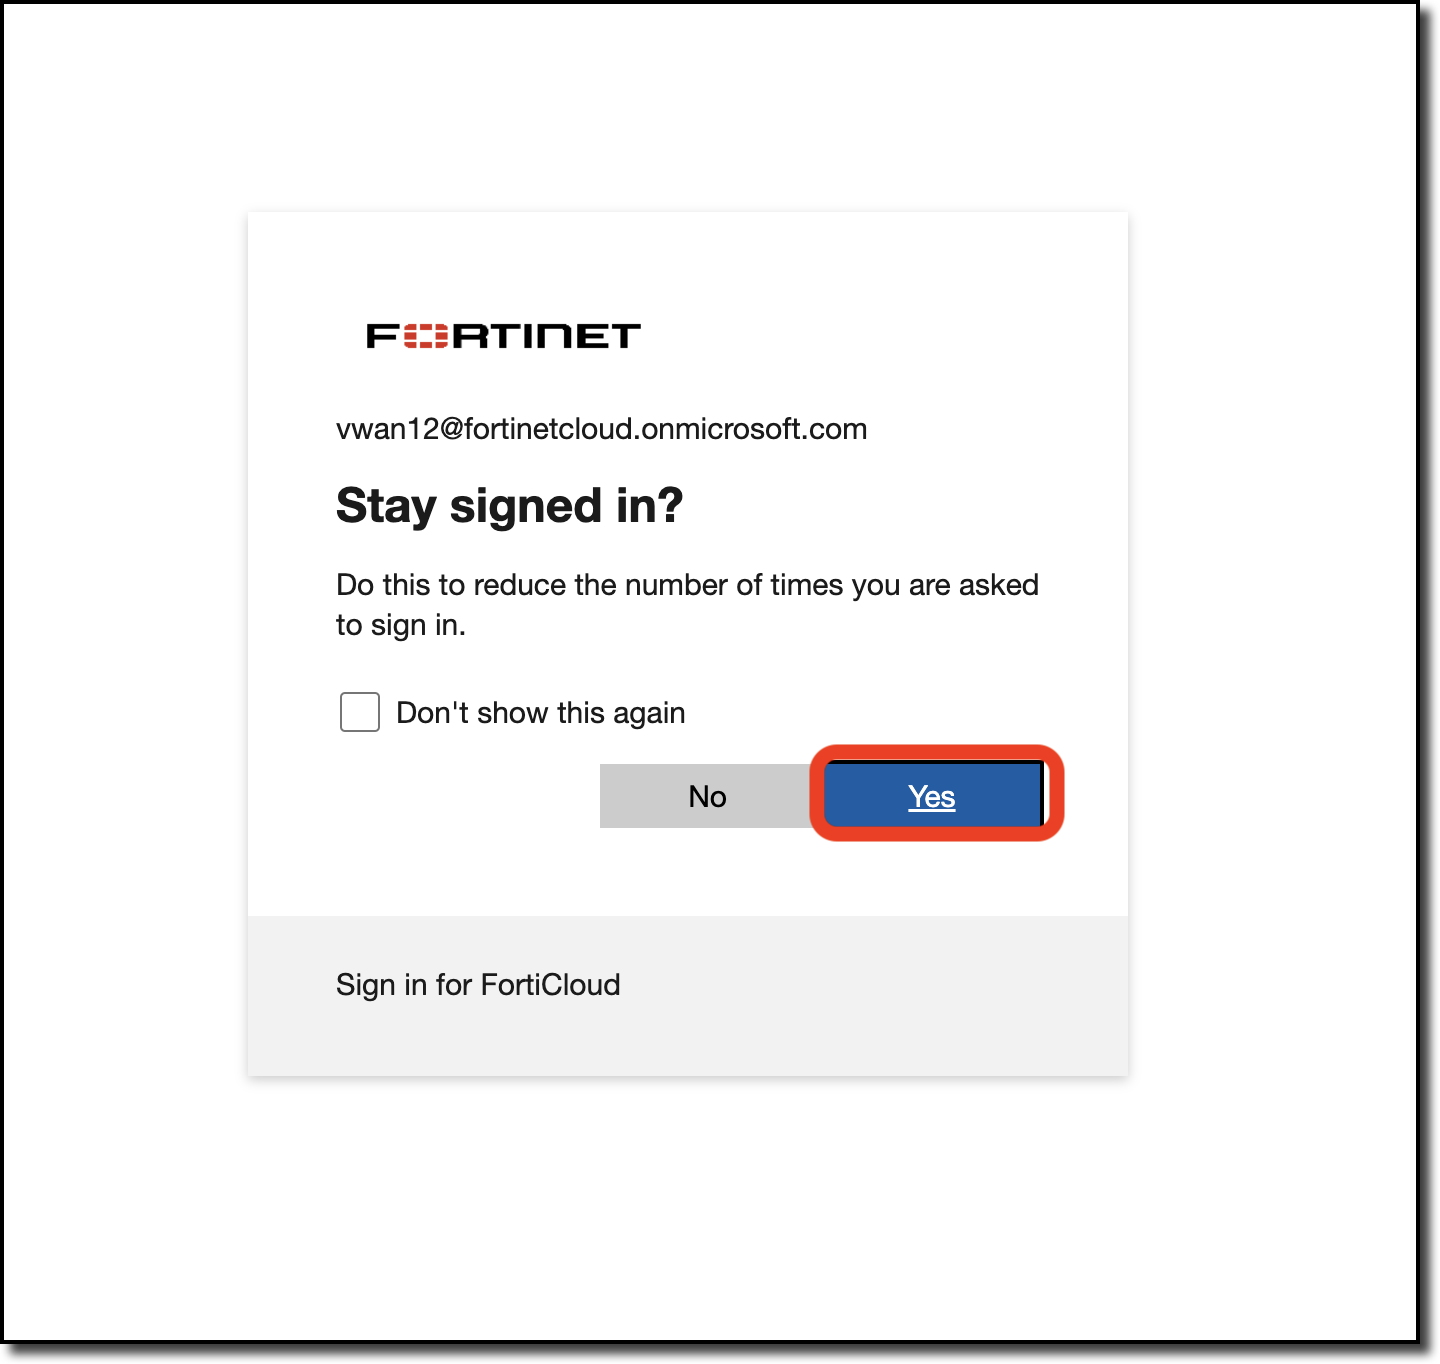 FORTINET
vwan12@fortinetcloud.onmicrosoft.com
Stay signed in?
Do this to reduce the number of times you are asked
to sign in.
Don't show this again
No
Yes
Sign in for FortiCloud